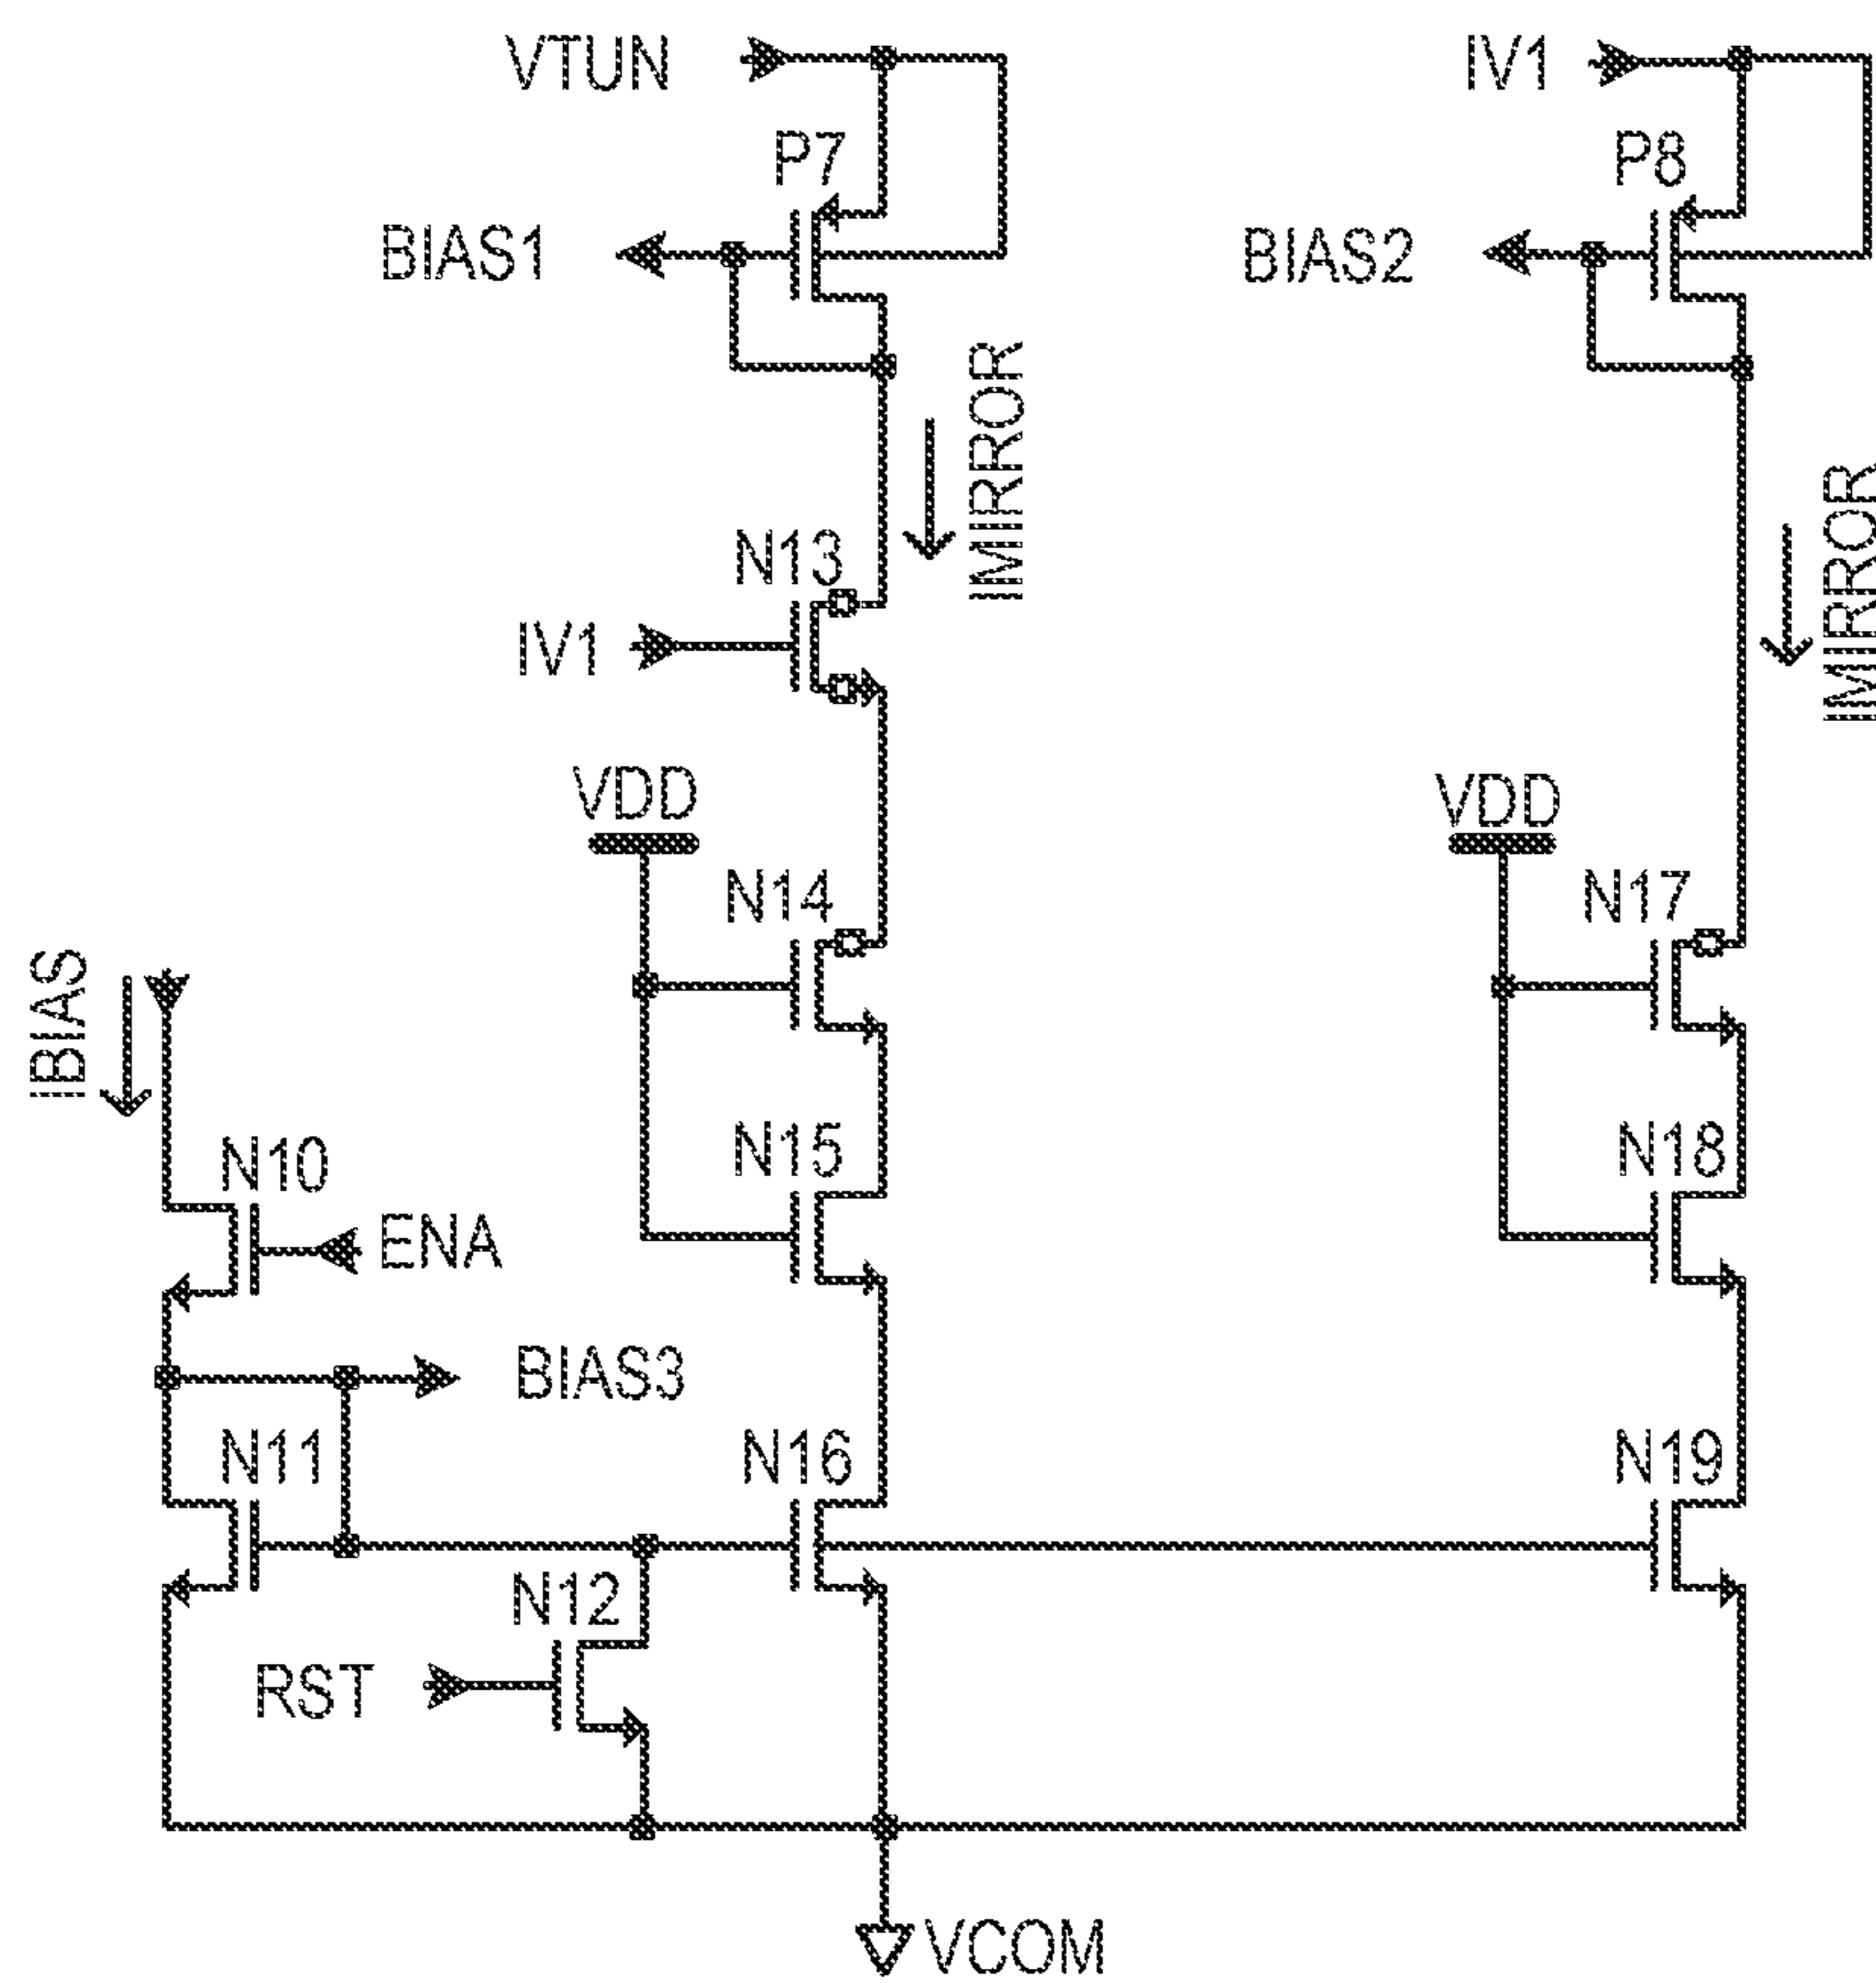 VTUN
IV1
P7
P8
BIAS1
BIAS2
IMIRROR
IMIRROR
N13
IV1
VDD
VDD
N14
N17
IBIAS
N10
N15
N18
ENA
BIAS3
N11
N16
N19
N12
RST
VCOM